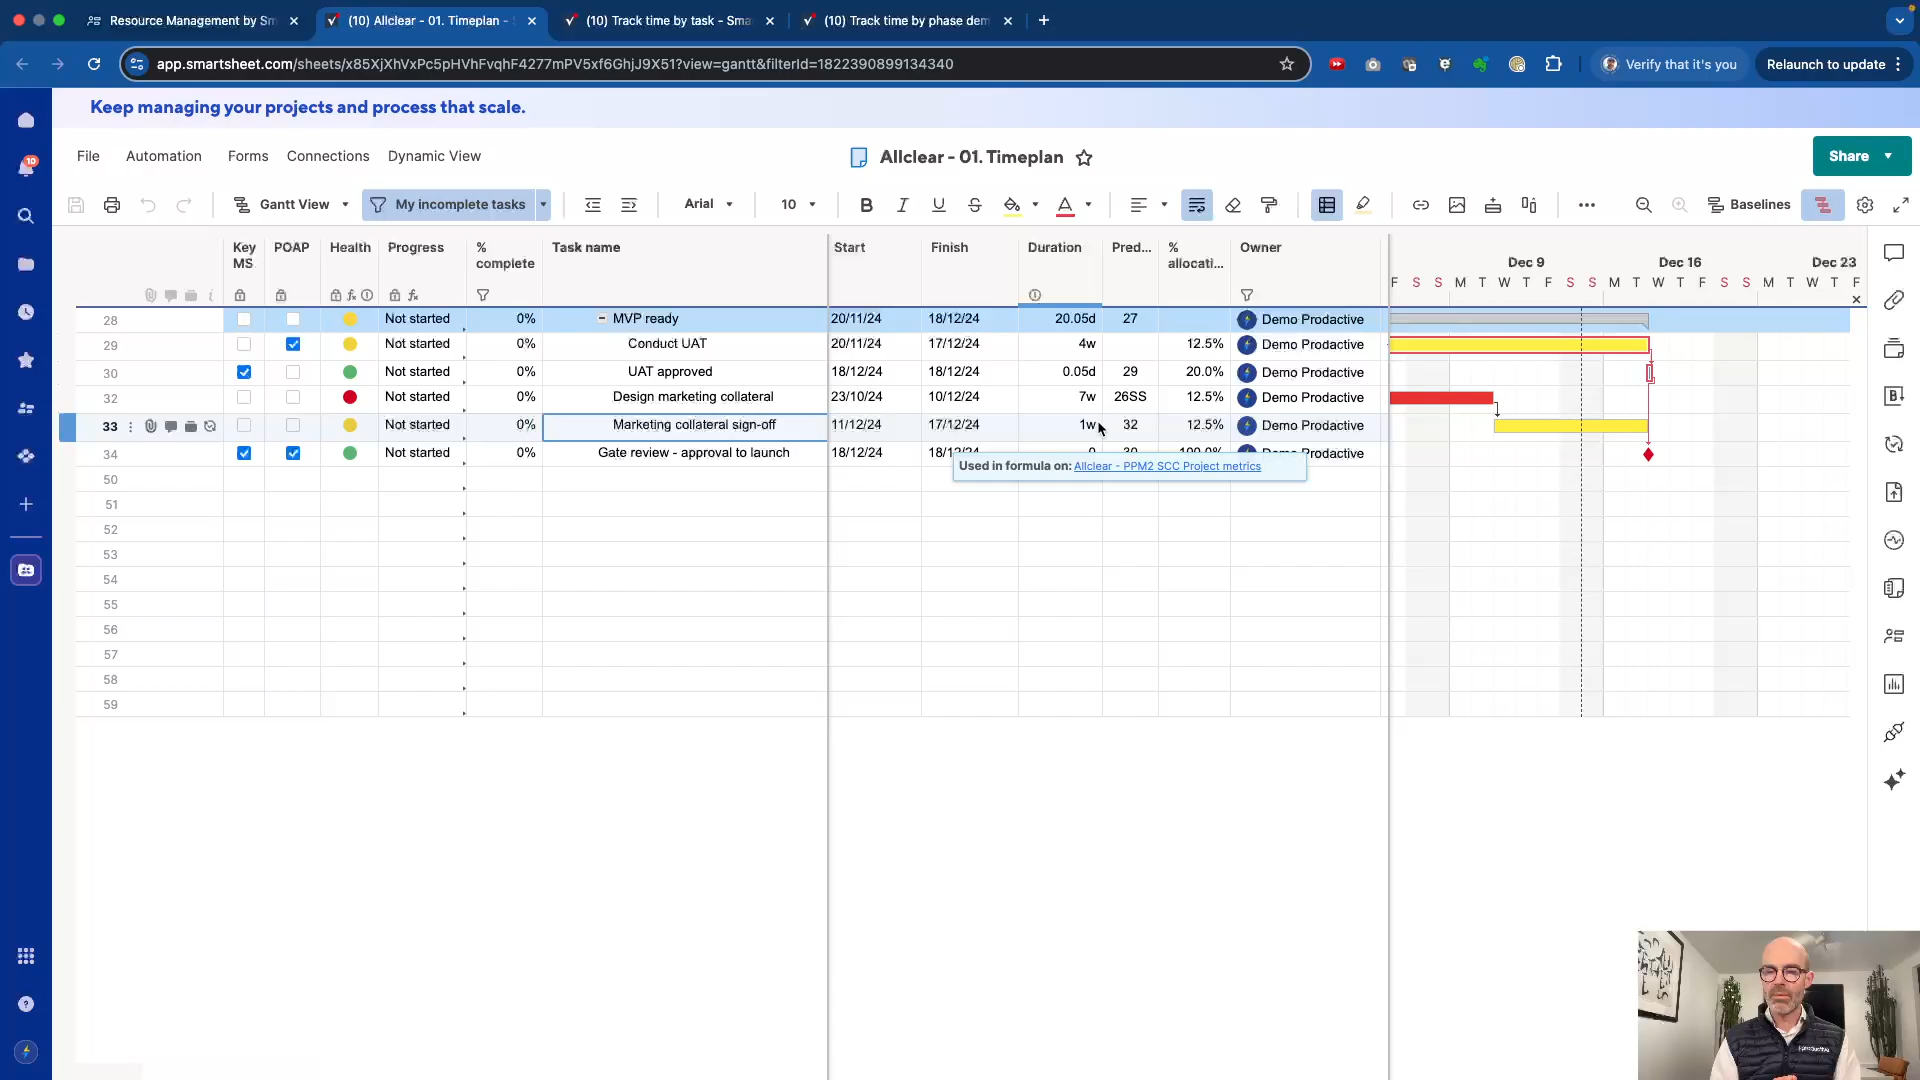 Resource Management by Sm
(10) Allclear - 01. Timeplan -
(10) Track time by task - Sma
(10) Track time by phase dem
app.smartsheet.com/sheets/x85XjXhVxPc5pHVhFvqhF4277mPV5xf6GhjJ9X51?view=gantt&filterId=1822390899134340
Verify that it's you
Relaunch to update
Keep managing your projects and process that scale.
10
File Automation Forms Connections Dynamic View
Allclear - 01. Timeplan
Share
Gantt View
My incomplete tasks
Arial
10
Baselines
Key MS POAP Health Progress % complete Task name Start Finish Duration Pred... % allocati... Owner
Dec 9 Dec 16 Dec 23
F S S M T W T F S S M T W T F S S M T W T F
28 Not started 0% MVP ready 20/11/24 18/12/24 20.05d 27 Demo Prodactive
29 Not started 0% Conduct UAT 20/11/24 17/12/24 4w 12.5% Demo Prodactive
30 Not started 0% UAT approved 18/12/24 18/12/24 0.05d 29 20.0% Demo Prodactive
32 Not started 0% Design marketing collateral 23/10/24 10/12/24 7w 26SS 12.5% Demo Prodactive
33 Not started 0% Marketing collateral sign-off 11/12/24 17/12/24 1w 32 12.5% Demo Prodactive
34 Not started 0% Gate review - approval to launch 18/12/24 18/12/24 0 30 100.0% Demo Prodactive
Used in formula on: Allclear - PPM2 SCC Project metrics
50
51
52
53
54
55
56
57
58
59